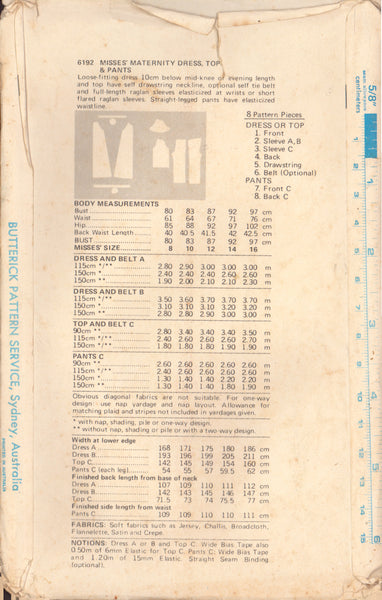 6192 MISSES' MATERNITY DRESS, TOP
& PANTS
Loose-fitting dress 10cm below mid-knee or evening length
and top have self drawstring neckline, optional self tie belt
and full-length raglan sleeves elasticized at wrists or short
flared raglan sleeves. Straight-legged pants have elasticized
waistline.
8 Pattern Pieces
DRESS OR TOP
1. Front
2. Sleeve A,B
3. Sleeve C
4. Back
5. Drawstring
6. Belt (Optional)
PANTS
7. Front C
8. Back C
BODY MEASUREMENTS
Bust 80 83 87 92 97 cm
Waist 61 64 67 71 76 cm
Hip 85 88 92 97 102 cm
Back Waist Length 40 40.5 41.5 42 42.5 cm
BUST 80 83 87 92 97 cm
MISSES' SIZE 8 10 12 14 16
DRESS AND BELT A
115cm */** 2.80 2.90 3.00 3.00 3.00 m
150cm * 2.40 2.40 2.40 2.60 2.60 m
150cm ** 1.90 2.00 2.10 2.10 2.30 m
DRESS AND BELT B
115cm */** 3.50 3.60 3.70 3.70 3.70 m
150cm * 3.10 3.10 3.10 3.20 3.20 m
150cm ** 2.80 2.80 2.90 3.00 3.00 m
TOP AND BELT C
90cm ** 2.80 3.40 3.40 3.40 3.50 m
115cm */** 2.40 2.60 2.60 2.60 2.70 m
150cm */** 1.80 1.80 1.80 1.90 1.90 m
PANTS C
90cm ** 2.60 2.60 2.60 2.60 2.60 m
115cm */** 2.40 2.60 2.60 2.60 2.60 m
150cm * 1.30 1.40 1.40 2.20 2.20 m
150cm ** 1.30 1.40 1.40 1.80 1.90 m
Obvious diagonal fabrics are not suitable. For one-way
design: use nap yardage and nap layout. Allowance for
matching plaid and stripes not included in yardages given.
* with nap, shading, pile or one-way design.
** without nap, shading or pile or with a two-way design.
Width at lower edge
Dress A 168 171 175 180 186 cm
Dress B 193 196 199 205 211 cm
Top C 142 145 149 154 160 cm
Pants C (each leg) 54 55 57 59.5 62 cm
Finished back length from base of neck
Dress A 107 109 110 111 112 cm
Dress B 142 143 145 146 147 cm
Top C 71.5 73 74 75.5 77 cm
Finished side length from waist
Pants C 109 109 110 110 111 cm
FABRICS: Soft fabrics such as Jersey, Challis, Broadcloth,
Flannelette, Satin and Crepe.
NOTIONS: Dress A or B and Top C. Wide Bias Tape also
0.50m of 6mm Elastic for Top C. Pants C: Wide Bias Tape
and 1.20m of 15mm Elastic. Straight Seam Binding
(optional).
BUTTERICK PATTERN SERVICE, Sydney, Australia
PRINTED IN AUSTRALIA
5/8"
centimeters
1
2
3
4
5
6